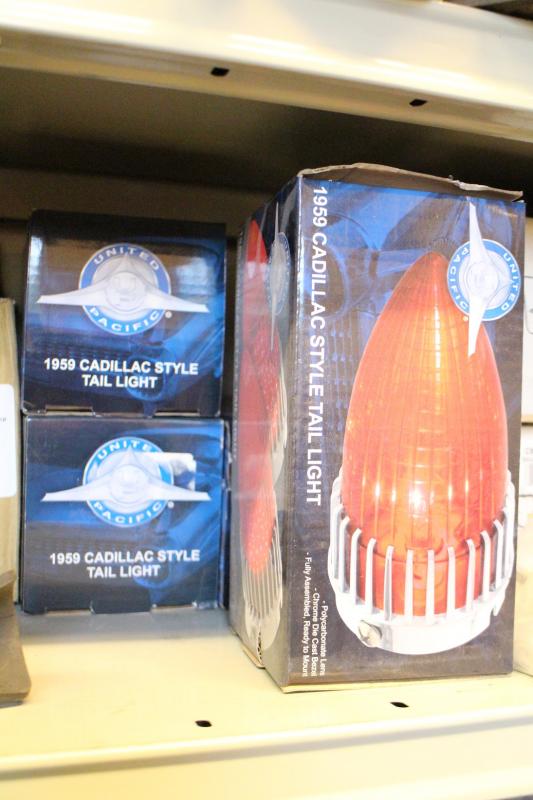 UNITED
PACIFIC
1959 CADILLAC STYLE
TAIL LIGHT
UNITED
PACIFIC
1959 CADILLAC STYLE
TAIL LIGHT
1959 CADILLAC STYLE TAIL LIGHT
UNITED
PACIFIC
- Polycarbonate Lens
- Chrome Die Cast Bezal
- Fully Assembled, Ready to Mount